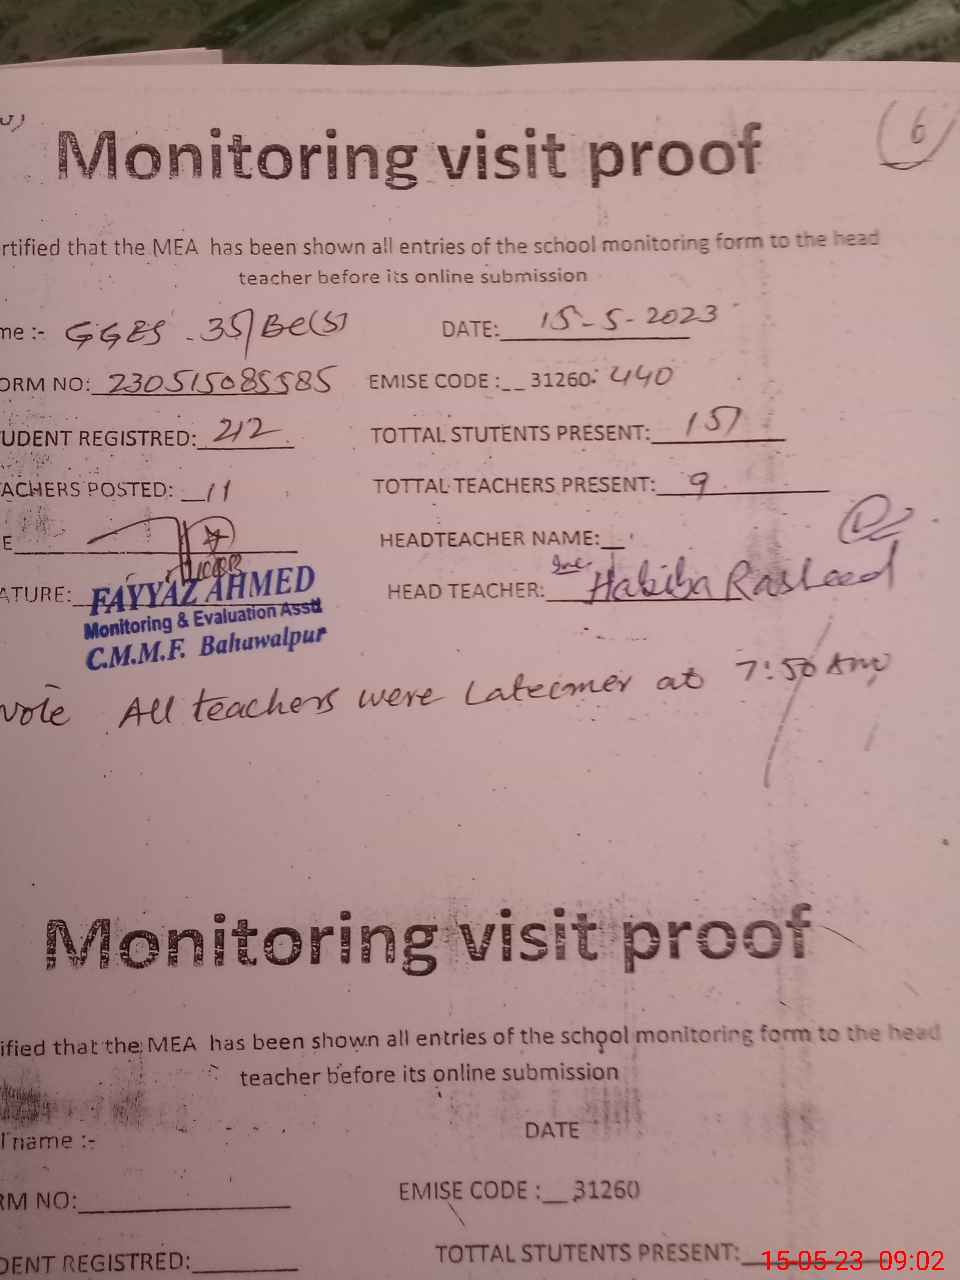 6
Monitoring visit proof
rtified that the MEA has been shown all entries of the school monitoring form to the head
teacher before its online submission
me :- GGES 35/BC(S) DATE: 15-5-2023
ORM NO: 230515085585 EMISE CODE :__ 31260 440
UDENT REGISTRED: 212 TOTTAL STUTENTS PRESENT: 151
ACHERS POSTED: 11 TOTTAL TEACHERS PRESENT: 9
E HEADTEACHER NAME:
ATURE: HEAD TEACHER: Inc Habiba Rasheed
FAYYAZ AHMED
Monitoring & Evaluation Asstt
C.M.M.F. Bahawalpur
Note All teachers were Latecomer at 7:50 Am
Monitoring visit proof
ified that the MEA has been shown all entries of the school monitoring form to the head
teacher before its online submission
l name :- DATE
RM NO: EMISE CODE :__ 31260
DENT REGISTRED: TOTTAL STUTENTS PRESENT:
15-05-23 09:02